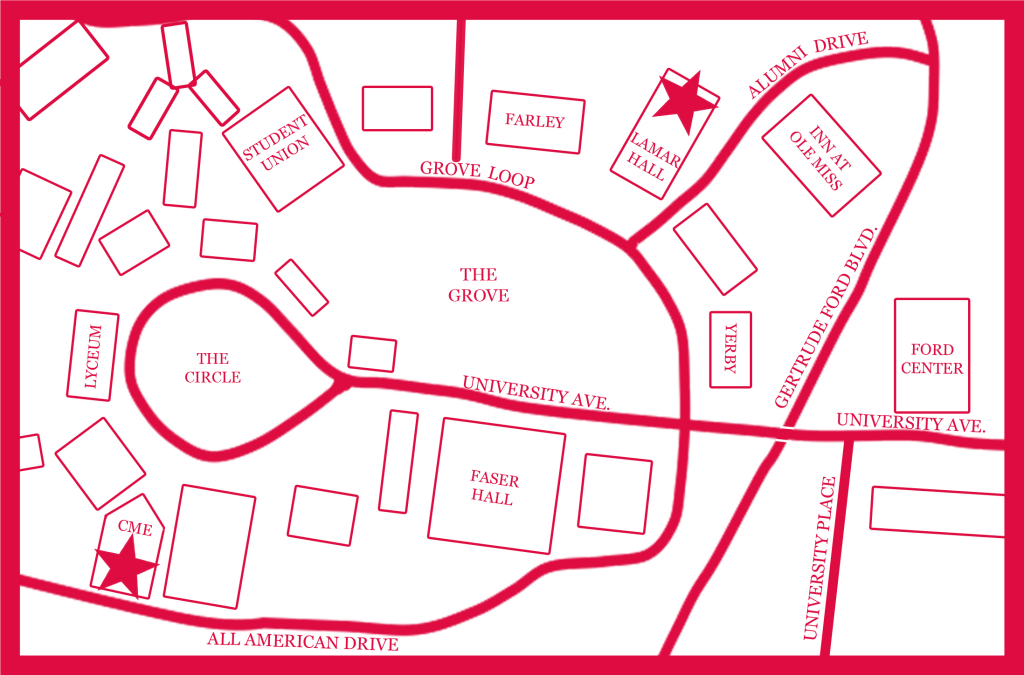 ALUMNI DRIVE
FARLEY
STUDENT
UNION
LAMAR
HALL
INN AT
OLE MISS
GROVE LOOP
THE
GROVE
GERTRUDE FORD BLVD.
LYCEUM
THE
CIRCLE
YERBY
FORD
CENTER
UNIVERSITY AVE.
UNIVERSITY AVE.
FASER
HALL
CME
UNIVERSITY PLACE
ALL AMERICAN DRIVE